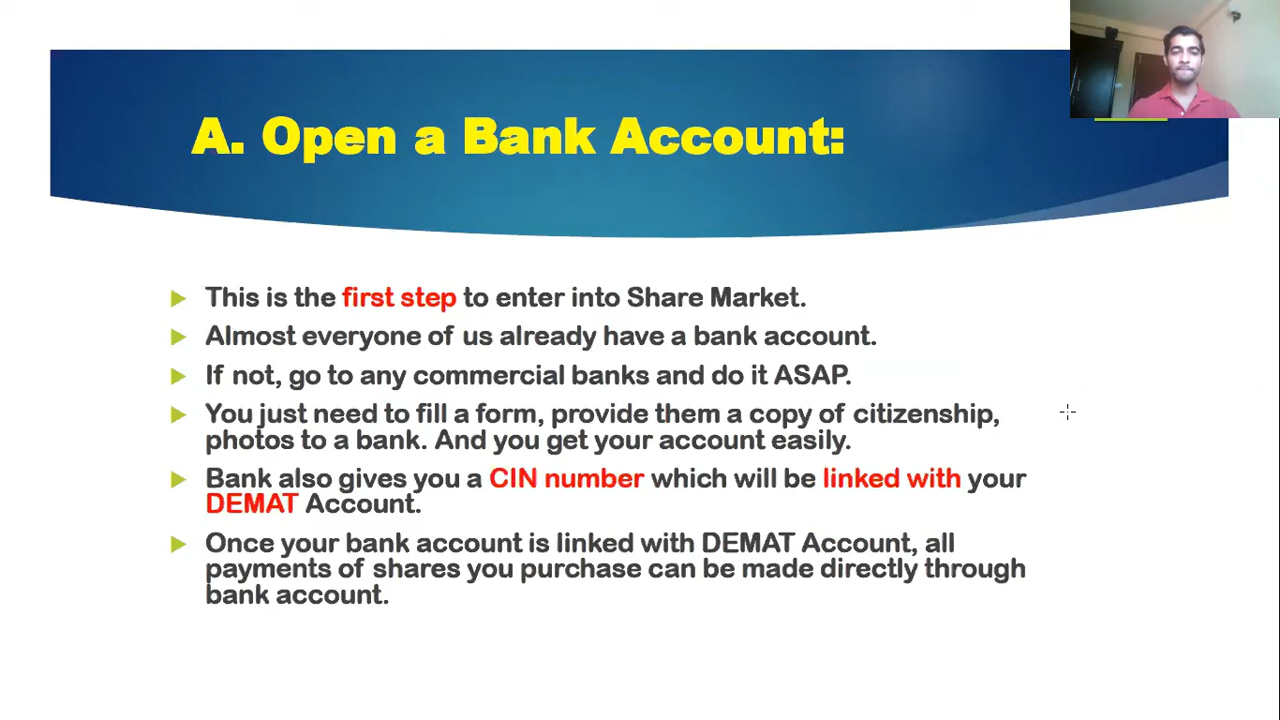 A. Open a Bank Account:
This is the first step to enter into Share Market.
Almost everyone of us already have a bank account.
If not, go to any commercial banks and do it ASAP.
You just need to fill a form, provide them a copy of citizenship,
photos to a bank. And you get your account easily.
Bank also gives you a CIN number which will be linked with your
DEMAT Account.
Once your bank account is linked with DEMAT Account, all
payments of shares you purchase can be made directly through
bank account.